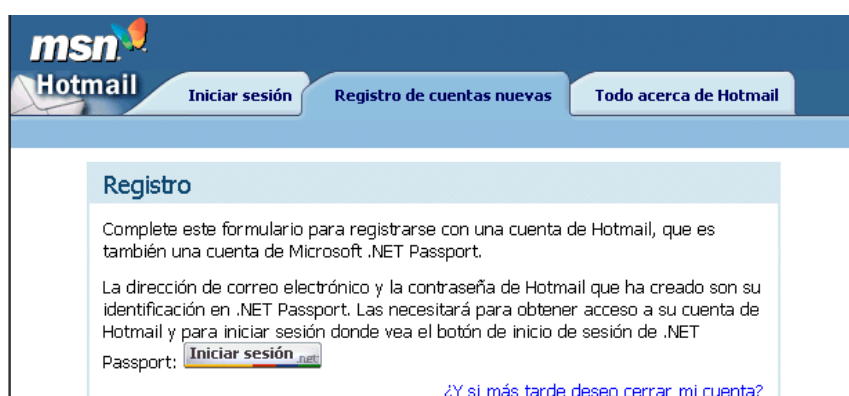 msn
Hotmail
Iniciar sesión Registro de cuentas nuevas Todo acerca de Hotmail
Registro
Complete este formulario para registrarse con una cuenta de Hotmail, que es
también una cuenta de Microsoft .NET Passport.
La dirección de correo electrónico y la contraseña de Hotmail que ha creado son su
identificación en .NET Passport. Las necesitará para obtener acceso a su cuenta de
Hotmail y para iniciar sesión donde vea el botón de inicio de sesión de .NET
Passport: Iniciar sesión .net
¿Y si más tarde deseo cerrar mi cuenta?